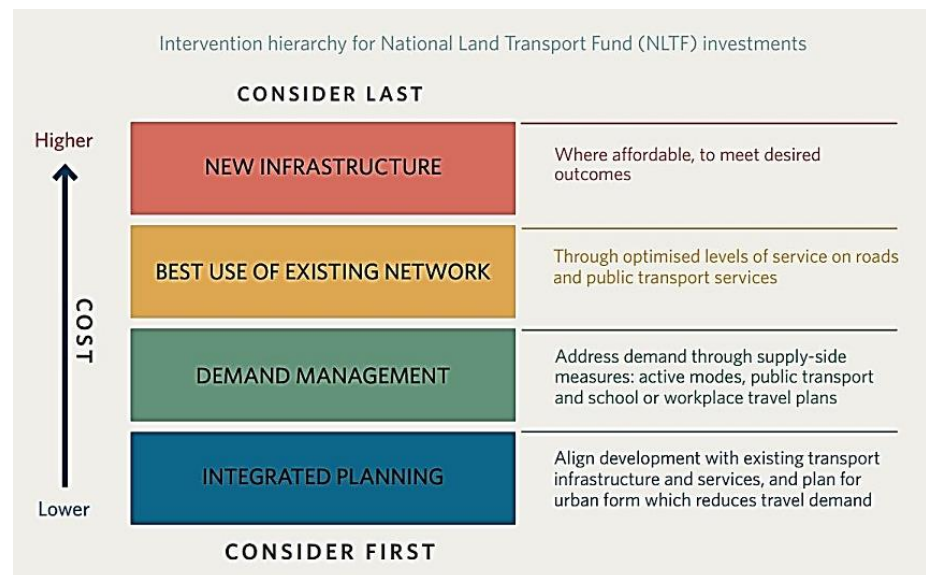 Intervention hierarchy for National Land Transport Fund (NLTF) investments
CONSIDER LAST
Higher
COST
Lower
NEW INFRASTRUCTURE
Where affordable, to meet desired
outcomes
BEST USE OF EXISTING NETWORK
Through optimised levels of service on roads
and public transport services
DEMAND MANAGEMENT
Address demand through supply-side
measures: active modes, public transport
and school or workplace travel plans
INTEGRATED PLANNING
Align development with existing transport
infrastructure and services, and plan for
urban form which reduces travel demand
CONSIDER FIRST